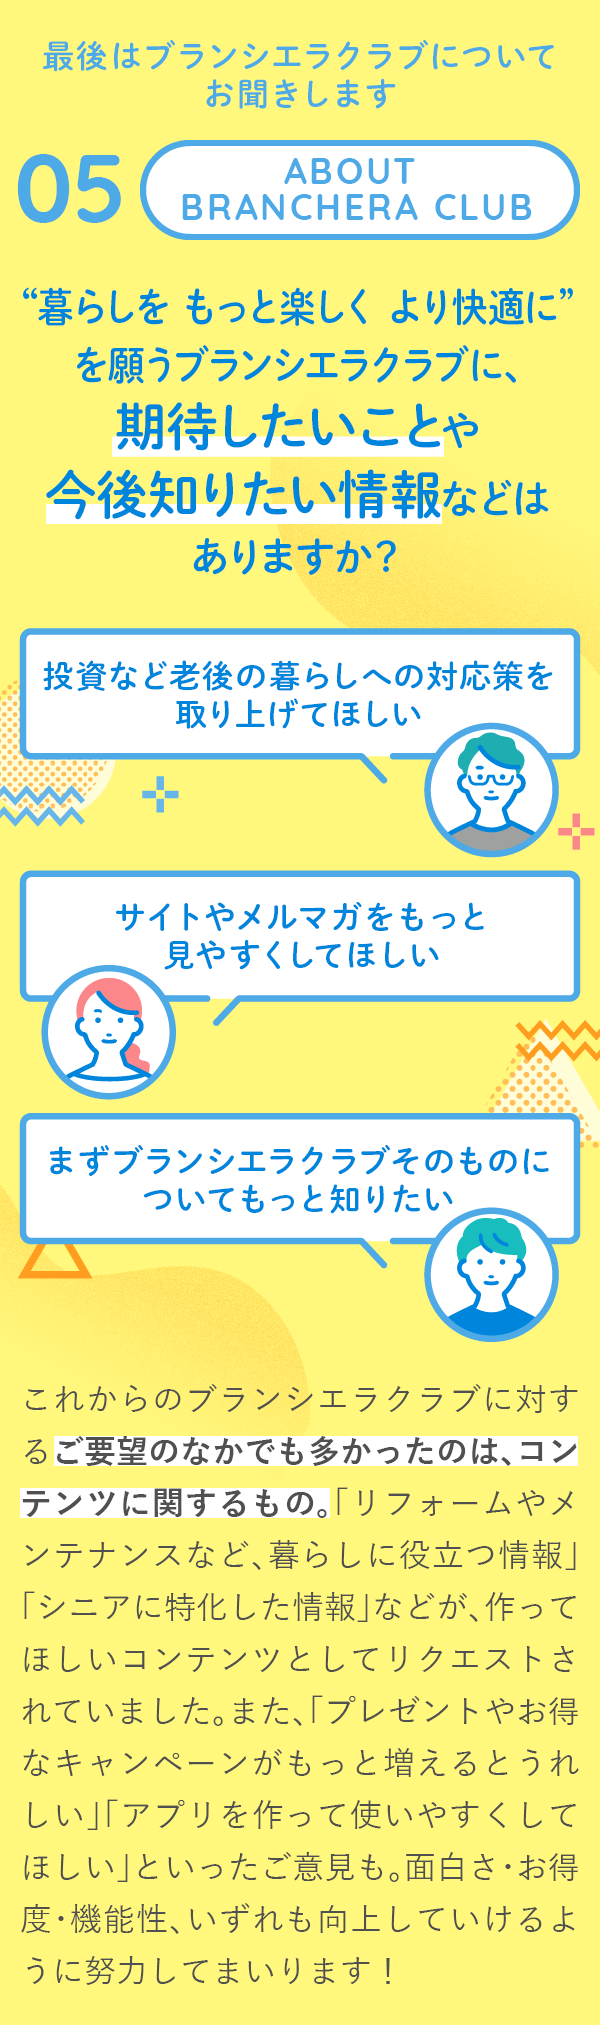 最後はブランシエラクラブについて
お聞きします
05
ABOUT
BRANCHERA CLUB
“暮らしを もっと楽しく より快適に”
を願うブランシエラクラブに、
期待したいことや
今後知りたい情報などは
ありますか？
投資など老後の暮らしへの対応策を
取り上げてほしい
サイトやメルマガをもっと
見やすくしてほしい
まずブランシエラクラブそのものに
ついてもっと知りたい
これからのブランシエラクラブに対す
るご要望のなかでも多かったのは、コン
テンツに関するもの。「リフォームやメ
ンテナンスなど、暮らしに役立つ情報」
「シニアに特化した情報」などが、作って
ほしいコンテンツとしてリクエストさ
れていました。また、「プレゼントやお得
なキャンペーンがもっと増えるとうれ
しい」「アプリを作って使いやすくして
ほしい」といったご意見も。面白さ・お得
度・機能性、いずれも向上していけるよ
うに努力してまいります！